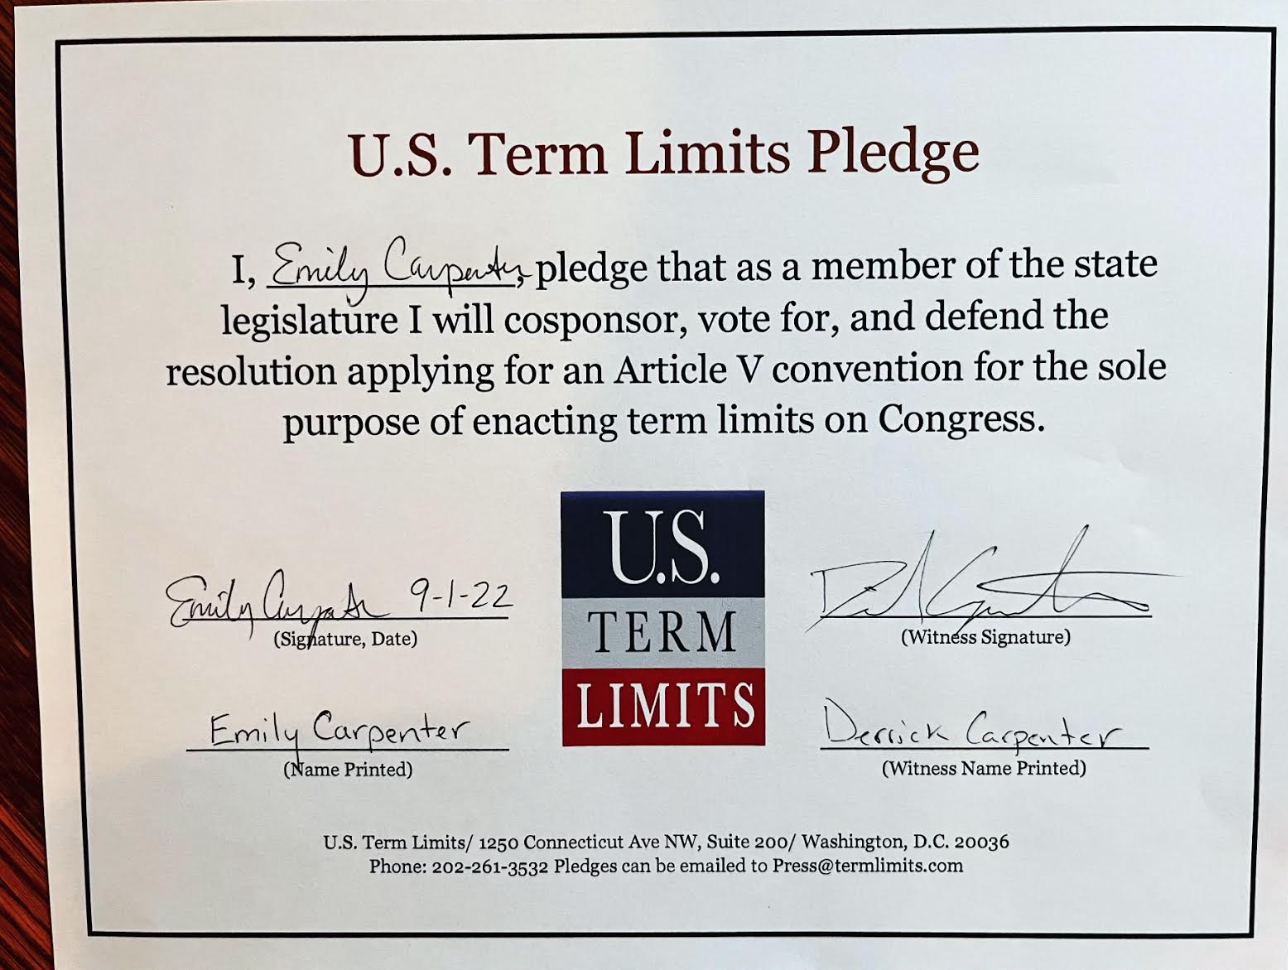 U.S. Term Limits Pledge
I, Emily Carpenter, pledge that as a member of the state
legislature I will cosponsor, vote for, and defend the
resolution applying for an Article V convention for the sole
purpose of enacting term limits on Congress.
Emily Carpenter 9-1-22
(Signature, Date)
Emily Carpenter
(Name Printed)
U.S.
TERM
LIMITS
(Witness Signature)
Derrick Carpenter
(Witness Name Printed)
U.S. Term Limits/ 1250 Connecticut Ave NW, Suite 200/ Washington, D.C. 20036
Phone: 202-261-3532 Pledges can be emailed to Press@termlimits.com